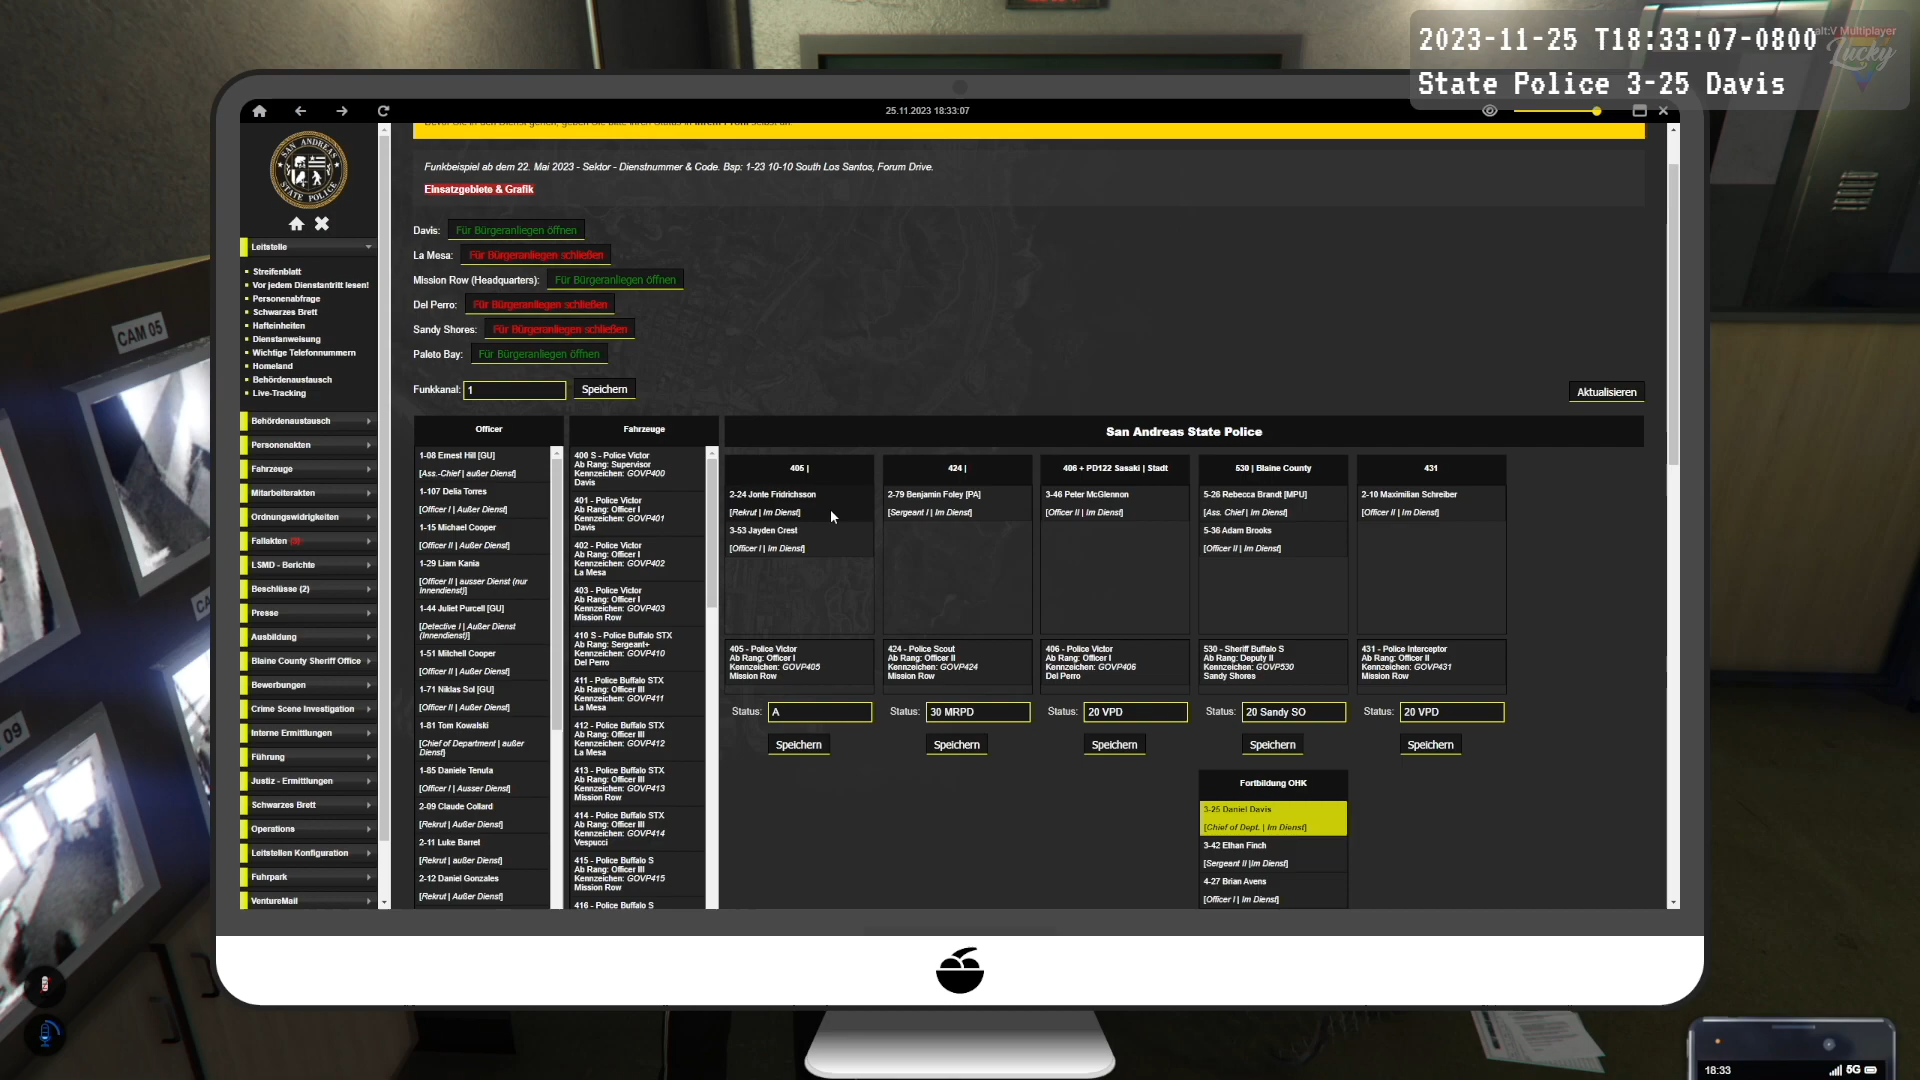 2023-11-25 T18:33:07-0800
State Police 3-25 Davis
alt:V Multiplayer
Lucky
25.11.2023 18:33:07
SAN ANDREAS
STATE POLICE
Leitstelle
Streifenblatt
Vor jedem Dienstantritt lesen!
Personenabfrage
Schwarzes Brett
Hafteinheiten
Dienstanweisung
Wichtige Telefonnummern
Homeland
Behördenaustausch
Live-Tracking
Behördenaustausch
Personenakten
Fahrzeuge
Mitarbeiterakten
Ordnungswidrigkeiten
Fallakten
LSMD - Berichte
Beschlüsse (2)
Presse
Ausbildung
Blaine County Sheriff Office
Bewerbungen
Crime Scene Investigation
Interne Ermittlungen
Führung
Justiz - Ermittlungen
Schwarzes Brett
Operations
Leitstellen Konfiguration
Fuhrpark
VentureMail
Funkbeispiel ab dem 22. Mai 2023 - Sektor - Dienstnummer & Code. Bsp: 1-23 10-10 South Los Santos, Forum Drive.
Einsatzgebiete & Grafik
Davis: Für Bürgeranliegen öffnen
La Mesa: Für Bürgeranliegen schließen
Mission Row (Headquarters): Für Bürgeranliegen öffnen
Del Perro: Für Bürgeranliegen schließen
Sandy Shores: Für Bürgeranliegen schließen
Paleto Bay: Für Bürgeranliegen öffnen
Funkkanal: 1 Speichern
Aktualisieren
Officer
1-08 Ernest Hill [GU]
[Ass.-Chief | außer Dienst]
1-107 Delia Torres
[Officer I | Außer Dienst]
1-15 Michael Cooper
[Officer II | Außer Dienst]
1-29 Liam Kania
[Officer II | ausser Dienst (nur
Innendienst)]
1-44 Juliet Purcell [GU]
[Detective I | Außer Dienst
(Innendienst)]
1-51 Mitchell Cooper
[Officer II | Außer Dienst]
1-71 Niklas Sol [GU]
[Officer II | Außer Dienst]
1-81 Tom Kowalski
[Chief of Department | außer
Dienst]
1-85 Daniele Tenuta
[Officer I | Ausser Dienst]
2-09 Claude Collard
[Rekrut | Außer Dienst]
2-11 Luke Barrel
[Rekrut | außer Dienst]
2-12 Daniel Gonzales
[Rekrut | Außer Dienst]
Fahrzeuge
400 S - Police Victor
Ab Rang: Supervisor
Kennzeichen: GOVP400
Davis
401 - Police Victor
Ab Rang: Officer I
Kennzeichen: GOVP401
Davis
402 - Police Victor
Ab Rang: Officer I
Kennzeichen: GOVP402
La Mesa
403 - Police Victor
Ab Rang: Officer I
Kennzeichen: GOVP403
Mission Row
410 S - Police Buffalo STX
Ab Rang: Sergeant+
Kennzeichen: GOVP410
Del Perro
411 - Police Buffalo STX
Ab Rang: Officer III
Kennzeichen: GOVP411
La Mesa
412 - Police Buffalo STX
Ab Rang: Officer III
Kennzeichen: GOVP412
La Mesa
413 - Police Buffalo STX
Ab Rang: Officer III
Kennzeichen: GOVP413
Mission Row
414 - Police Buffalo STX
Ab Rang: Officer III
Kennzeichen: GOVP414
Vespucci
415 - Police Buffalo S
Ab Rang: Officer III
Kennzeichen: GOVP415
Mission Row
416 - Police Buffalo S
San Andreas State Police
405 |
2-24 Jonte Fridrichsson
[Rekrut | Im Dienst]
3-53 Jayden Crest
[Officer I | Im Dienst]
405 - Police Victor
Ab Rang: Officer I
Kennzeichen: GOVP405
Mission Row
Status: A
Speichern
424 |
2-79 Benjamin Foley [PA]
[Sergeant I | Im Dienst]
424 - Police Scout
Ab Rang: Officer II
Kennzeichen: GOVP424
Mission Row
Status: 30 MRPD
Speichern
406 + PD122 Sasaki | Stadt
3-46 Peter McGlennon
[Officer II | Im Dienst]
406 - Police Victor
Ab Rang: Officer I
Kennzeichen: GOVP406
Del Perro
Status: 20 VPD
Speichern
530 | Blaine County
5-26 Rebecca Brandt [MPU]
[Ass. Chief | Im Dienst]
5-36 Adam Brooks
[Officer II | Im Dienst]
530 - Sheriff Buffalo S
Ab Rang: Deputy II
Kennzeichen: GOVP530
Sandy Shores
Status: 20 Sandy SO
Speichern
431
2-10 Maximilian Schreiber
[Officer II | Im Dienst]
431 - Police Interceptor
Ab Rang: Officer II
Kennzeichen: GOVP431
Mission Row
Status: 20 VPD
Speichern
Fortbildung OHK
3-25 Daniel Davis
[Chief of Dept. | Im Dienst]
3-42 Ethan Finch
[Sergeant II |Im Dienst]
4-27 Brian Avens
[Officer I | Im Dienst]
CAM 05
09
18:33
5G